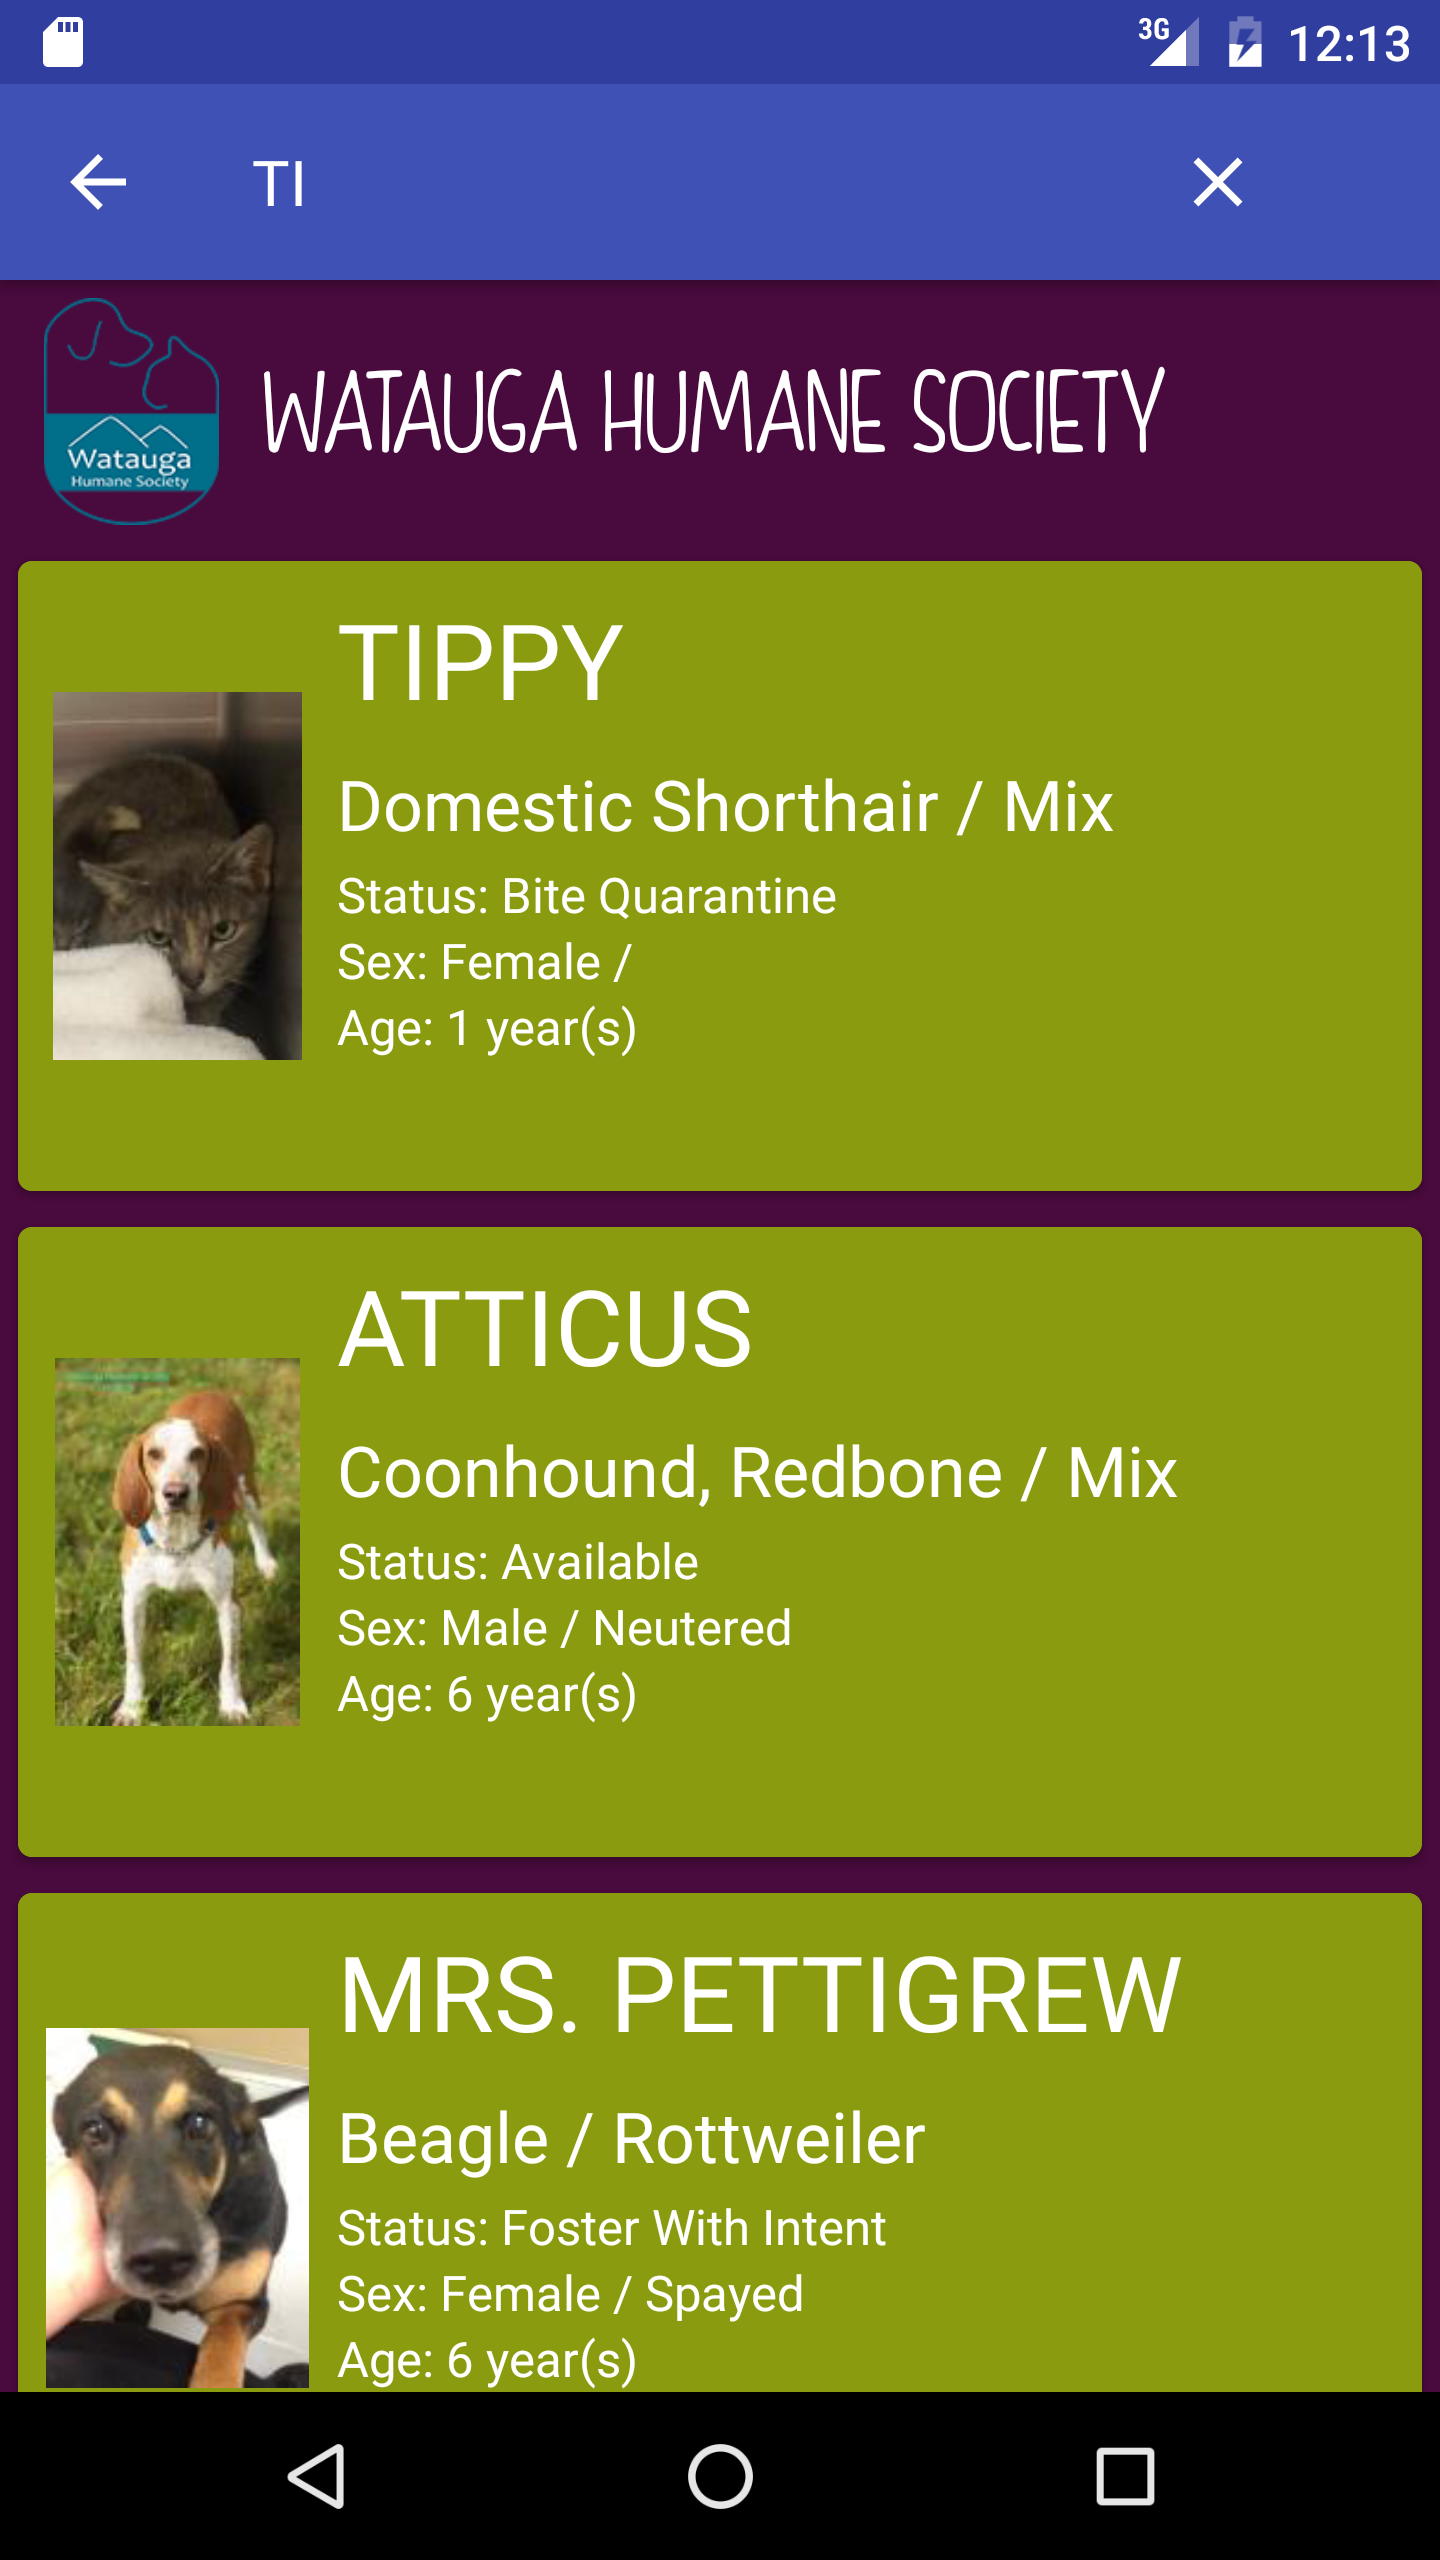 3G 12:13
TI
Watauga
Humane Society
WATAUGA HUMANE SOCIETY
TIPPY
Domestic Shorthair / Mix
Status: Bite Quarantine
Sex: Female /
Age: 1 year(s)
ATTICUS
Coonhound, Redbone / Mix
Status: Available
Sex: Male / Neutered
Age: 6 year(s)
MRS. PETTIGREW
Beagle / Rottweiler
Status: Foster With Intent
Sex: Female / Spayed
Age: 6 year(s)